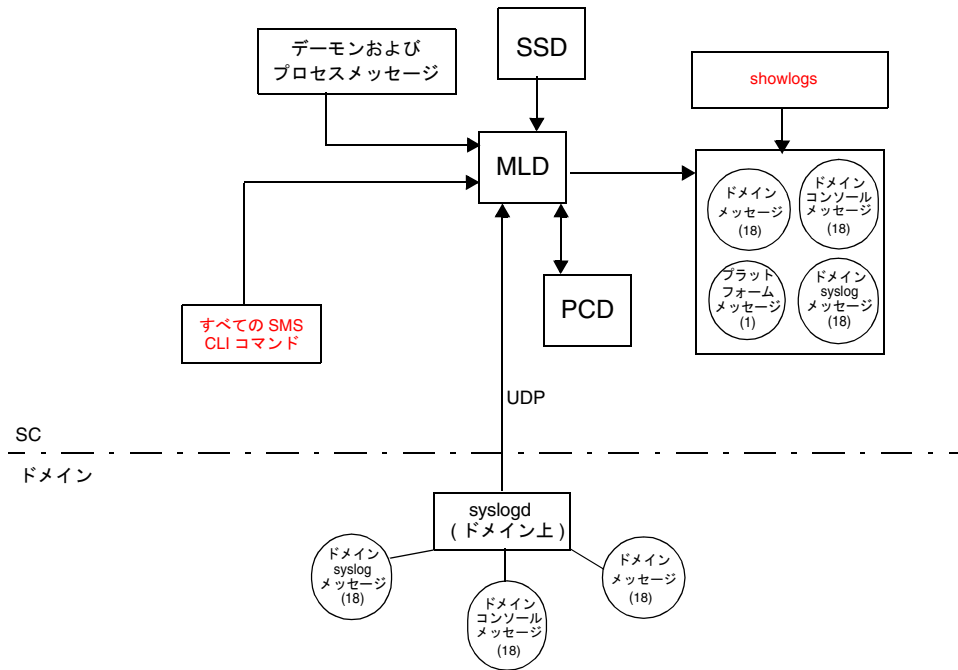 デーモンおよび
プロセスメッセージ
SSD
showlogs
MLD
ドメイン
メッセージ
(18)
ドメイン
コンソール
メッセージ
(18)
プラット
フォーム
メッセージ
(1)
ドメイン
syslog
メッセージ
(18)
PCD
すべての SMS
CLI コマンド
UDP
SC
ドメイン
syslogd
( ドメイン上 )
ドメイン
syslog
メッセージ
(18)
ドメイン
コンソール
メッセージ
(18)
ドメイン
メッセージ
(18)